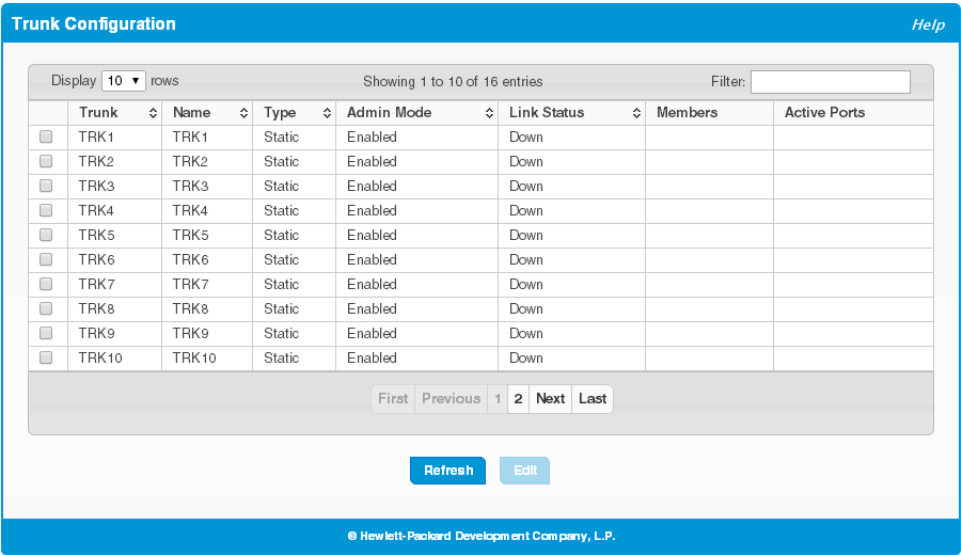 Trunk Configuration Help
Display 10 rows Showing 1 to 10 of 16 entries Filter:
Trunk Name Type Admin Mode Link Status Members Active Ports
TRK1 TRK1 Static Enabled Down
TRK2 TRK2 Static Enabled Down
TRK3 TRK3 Static Enabled Down
TRK4 TRK4 Static Enabled Down
TRK5 TRK5 Static Enabled Down
TRK6 TRK6 Static Enabled Down
TRK7 TRK7 Static Enabled Down
TRK8 TRK8 Static Enabled Down
TRK9 TRK9 Static Enabled Down
TRK10 TRK10 Static Enabled Down
First Previous 1 2 Next Last
Refresh Edit
© Hewlett-Packard Development Company, L.P.